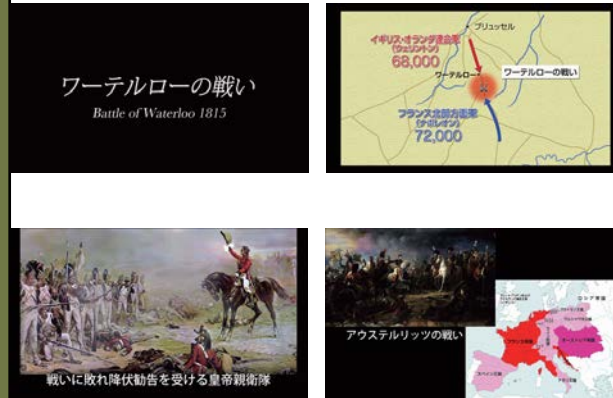 ワーテルローの戦い
Battle of Waterloo 1815
ブリュッセル
イギリス・オランダ連合軍
(ウェリントン)
68,000
ワーテルロー
ワーテルローの戦い
フランス北部方面軍
(ナポレオン)
72,000
戦いに敗れ降伏勧告を受ける皇帝親衛隊
アウステルリッツの戦い
ロシア帝国
フランス帝国
オーストリア帝国
スペイン王国